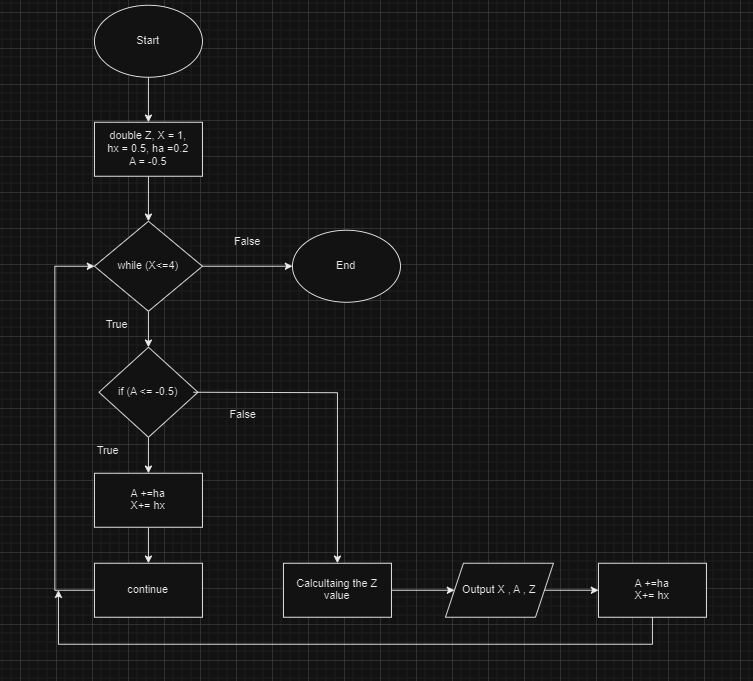 Start
double Z, X = 1,
hx = 0.5, ha =0.2
A = -0.5
while (X<=4)
False
End
True
if (A <= -0.5)
False
True
A +=ha
X+= hx
continue
Calcultaing the Z
value
Output X , A , Z
A +=ha
X+= hx